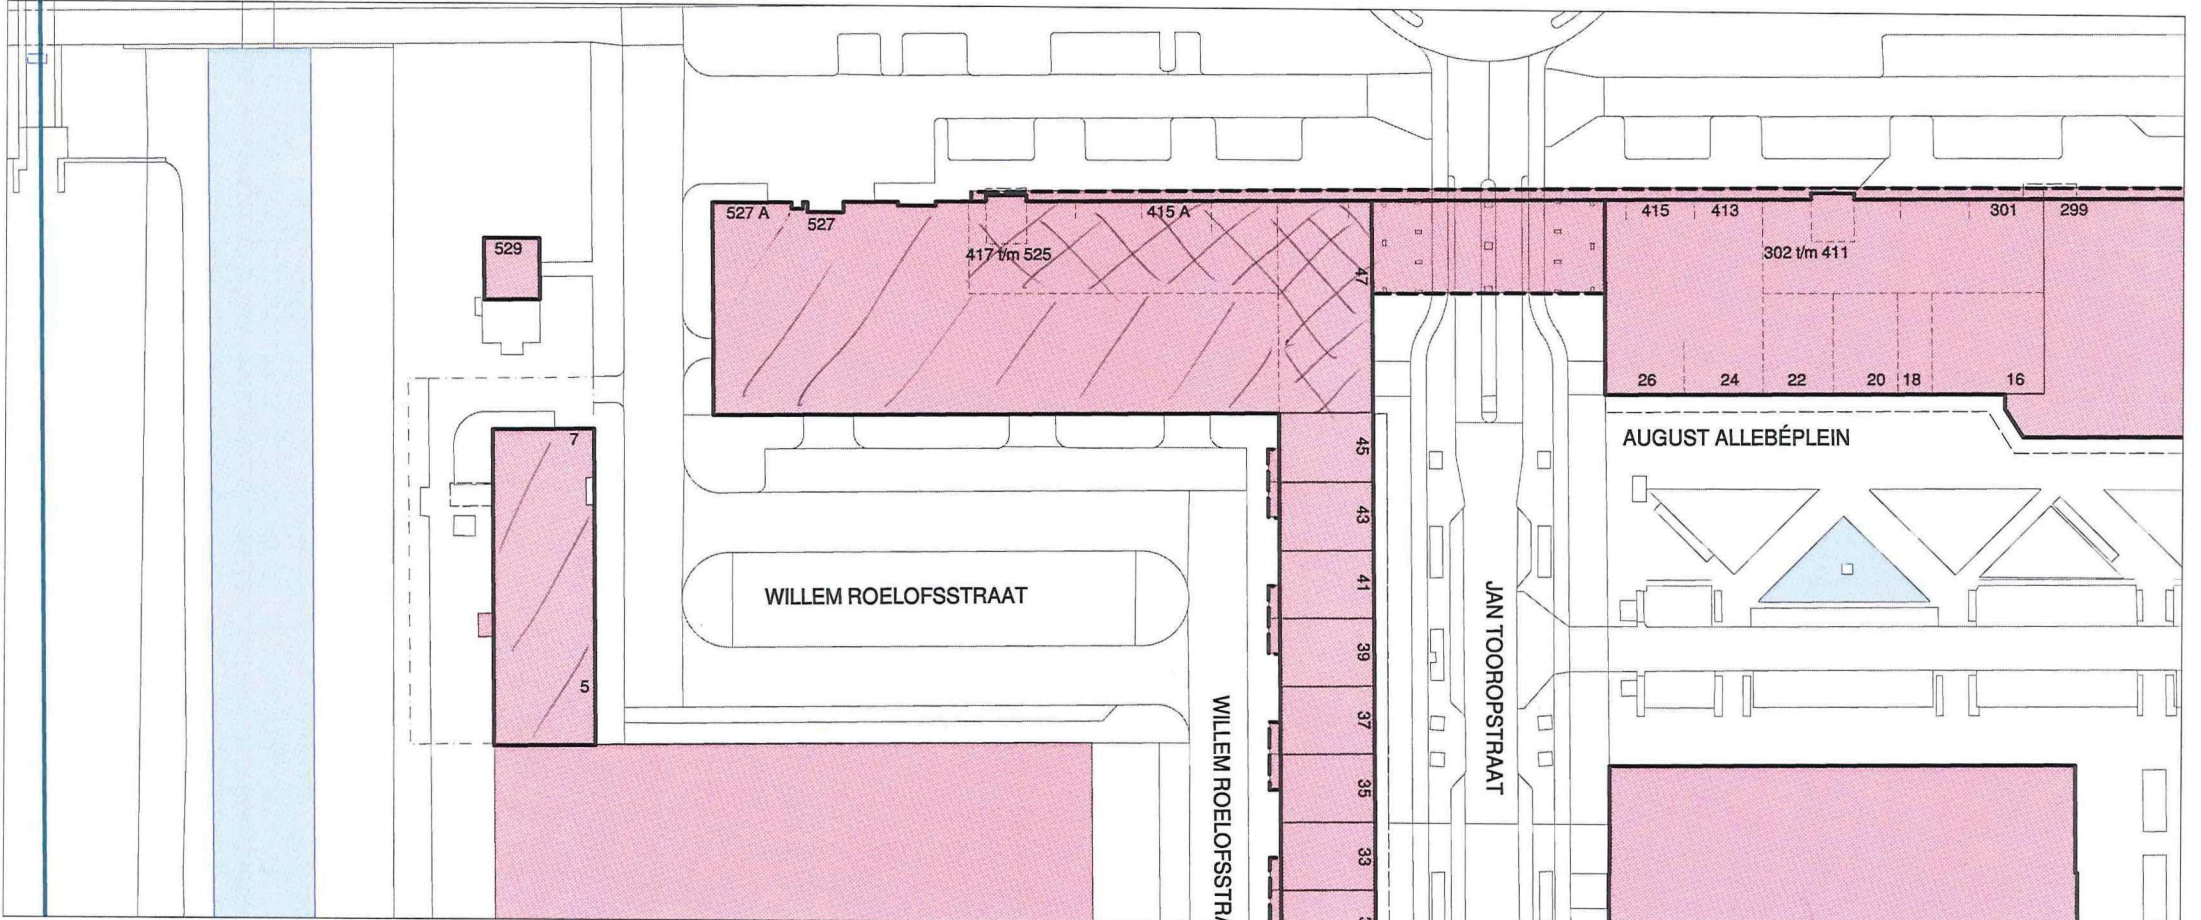 527 A
527
415 A
415
413
301
299
529
417 t/m 525
302 t/m 411
47
26
24
22
20
18
16
7
45
AUGUST ALLEBÉPLEIN
43
41
WILLEM ROELOFSSTRAAT
JAN TOOROPSTRAAT
39
5
37
WILLEM ROELOFSSTRA
35
33